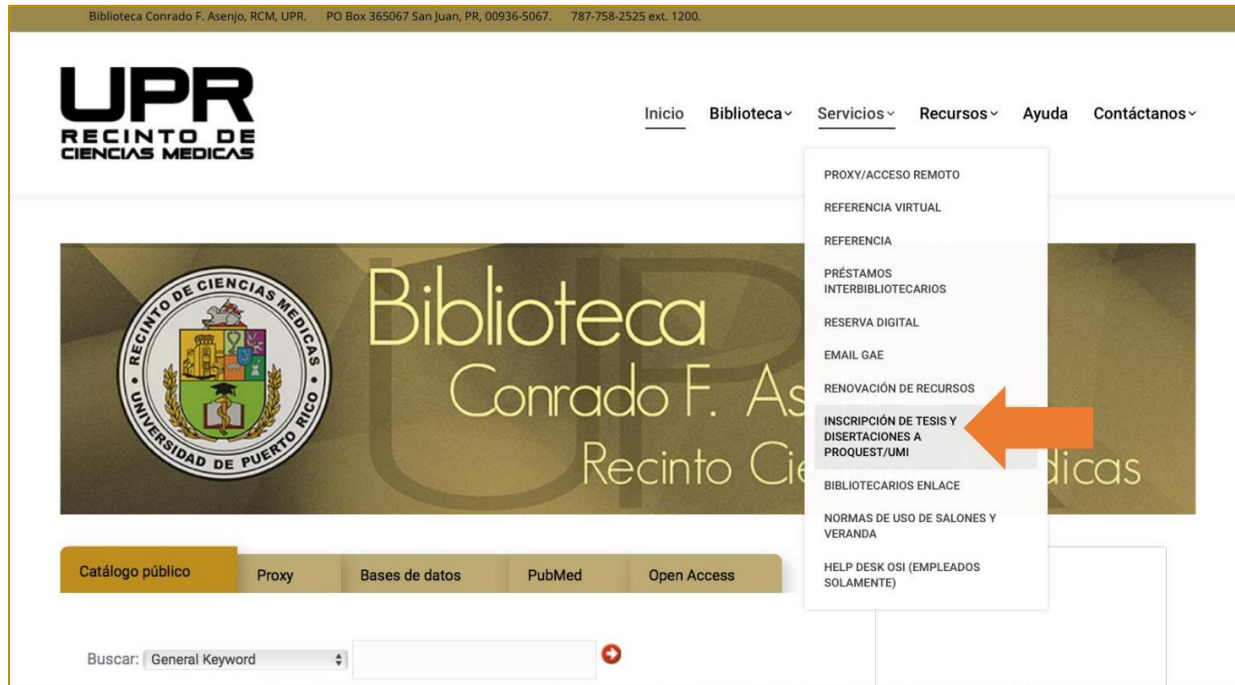 Biblioteca Conrado F. Asenjo, RCM, UPR. PO Box 365067 San Juan, PR, 00936-5067. 787-758-2525 ext. 1200.
UPR
RECINTO DE
CIENCIAS MEDICAS
Inicio Biblioteca Servicios Recursos Ayuda Contáctanos
PROXY/ACCESO REMOTO
REFERENCIA VIRTUAL
REFERENCIA
PRÉSTAMOS
INTERBIBLIOTECARIOS
RESERVA DIGITAL
EMAIL GAE
RENOVACIÓN DE RECURSOS
INSCRIPCIÓN DE TESIS Y
DISERTACIONES A
PROQUEST/UMI
BIBLIOTECARIOS ENLACE
NORMAS DE USO DE SALONES Y
VERANDA
HELP DESK OSI (EMPLEADOS
SOLAMENTE)
RECINTO DE CIENCIAS MEDICAS
UNIVERSIDAD DE PUERTO RICO
Biblioteca
Conrado F. As
Recinto Cie dicas
Catálogo público Proxy Bases de datos PubMed Open Access
Buscar: General Keyword